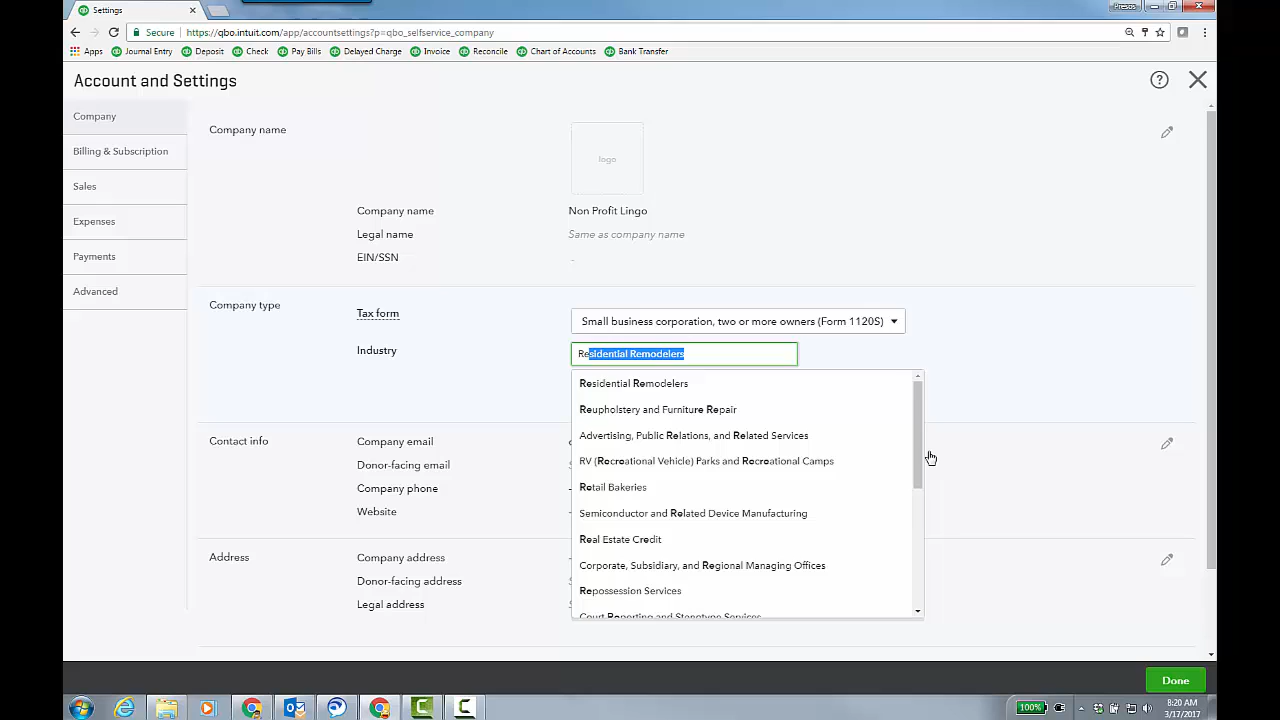 Settings
Presos
Secure
https://qbo.intuit.com/app/accountsettings?p=qbo_selfservice_company
Apps
Journal Entry
Deposit
Check
Pay Bills
Delayed Charge
Invoice
Reconcile
Chart of Accounts
Bank Transfer
Account and Settings
Company
Billing & Subscription
Sales
Expenses
Payments
Advanced
Company name
logo
Company name
Non Profit Lingo
Legal name
Same as company name
EIN/SSN
Company type
Tax form
Small business corporation, two or more owners (Form 1120S)
Industry
Residential Remodelers
Residential Remodelers
Reupholstery and Furniture Repair
Advertising, Public Relations, and Related Services
RV (Recreational Vehicle) Parks and Recreational Camps
Retail Bakeries
Semiconductor and Related Device Manufacturing
Real Estate Credit
Corporate, Subsidiary, and Regional Managing Offices
Repossession Services
Court Reporting and Stenotype Services
Contact info
Company email
Donor-facing email
Company phone
Website
Address
Company address
Donor-facing address
Legal address
Done
100%
8:20 AM
3/17/2017